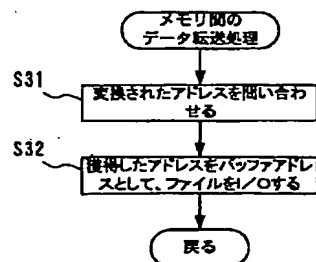 メモリ間の
データ転送処理
S31
変換されたアドレスを問い合わ
せる
S32
獲得したアドレスをバッファアドレ
スとして、ファイルをI/Oする
戻る